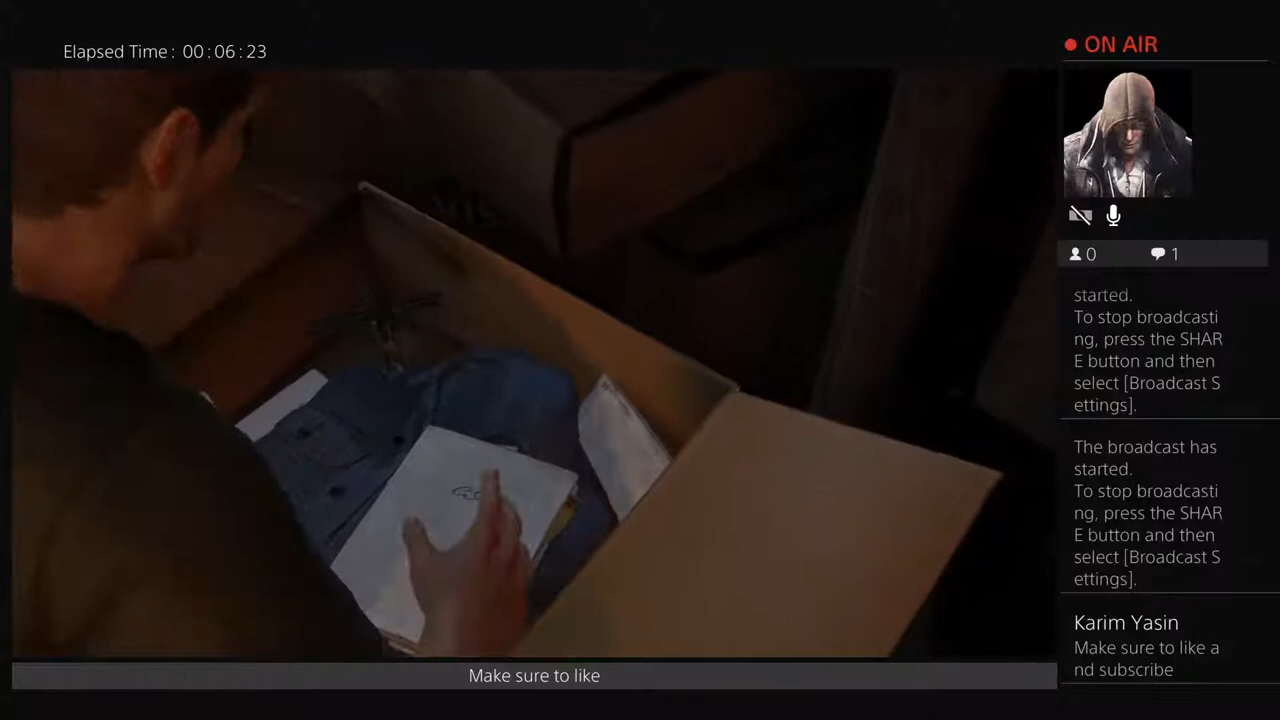 Elapsed Time: 00:06:23
ON AIR
0
1
started.
To stop broadcasti
ng, press the SHAR
E button and then
select [Broadcast S
ettings].
The broadcast has
started.
To stop broadcasti
ng, press the SHAR
E button and then
select [Broadcast S
ettings].
Karim Yasin
Make sure to like a
nd subscribe
Make sure to like